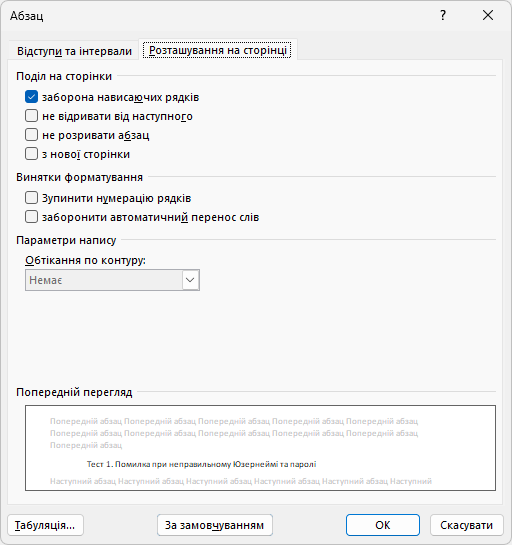 Абзац
?
Відступи та інтервали
Розташування на сторінці
Поділ на сторінки
заборона нависаючих рядків
не відривати від наступного
не розривати абзац
з нової сторінки
Винятки форматування
Зупинити нумерацію рядків
заборонити автоматичний перенос слів
Параметри напису
Обтікання по контуру:
Немає
Попередній перегляд
Попередній абзац Попередній абзац Попередній абзац Попередній абзац Попередній абзац
Попередній абзац Попередній абзац Попередній абзац Попередній абзац Попередній абзац
Попередній абзац
Тест 1. Помилка при неправильному Юзернеймі та паролі
Наступний абзац Наступний абзац Наступний абзац Наступний абзац Наступний абзац Наступний
Табуляція...
За замовчуванням
ОК
Скасувати